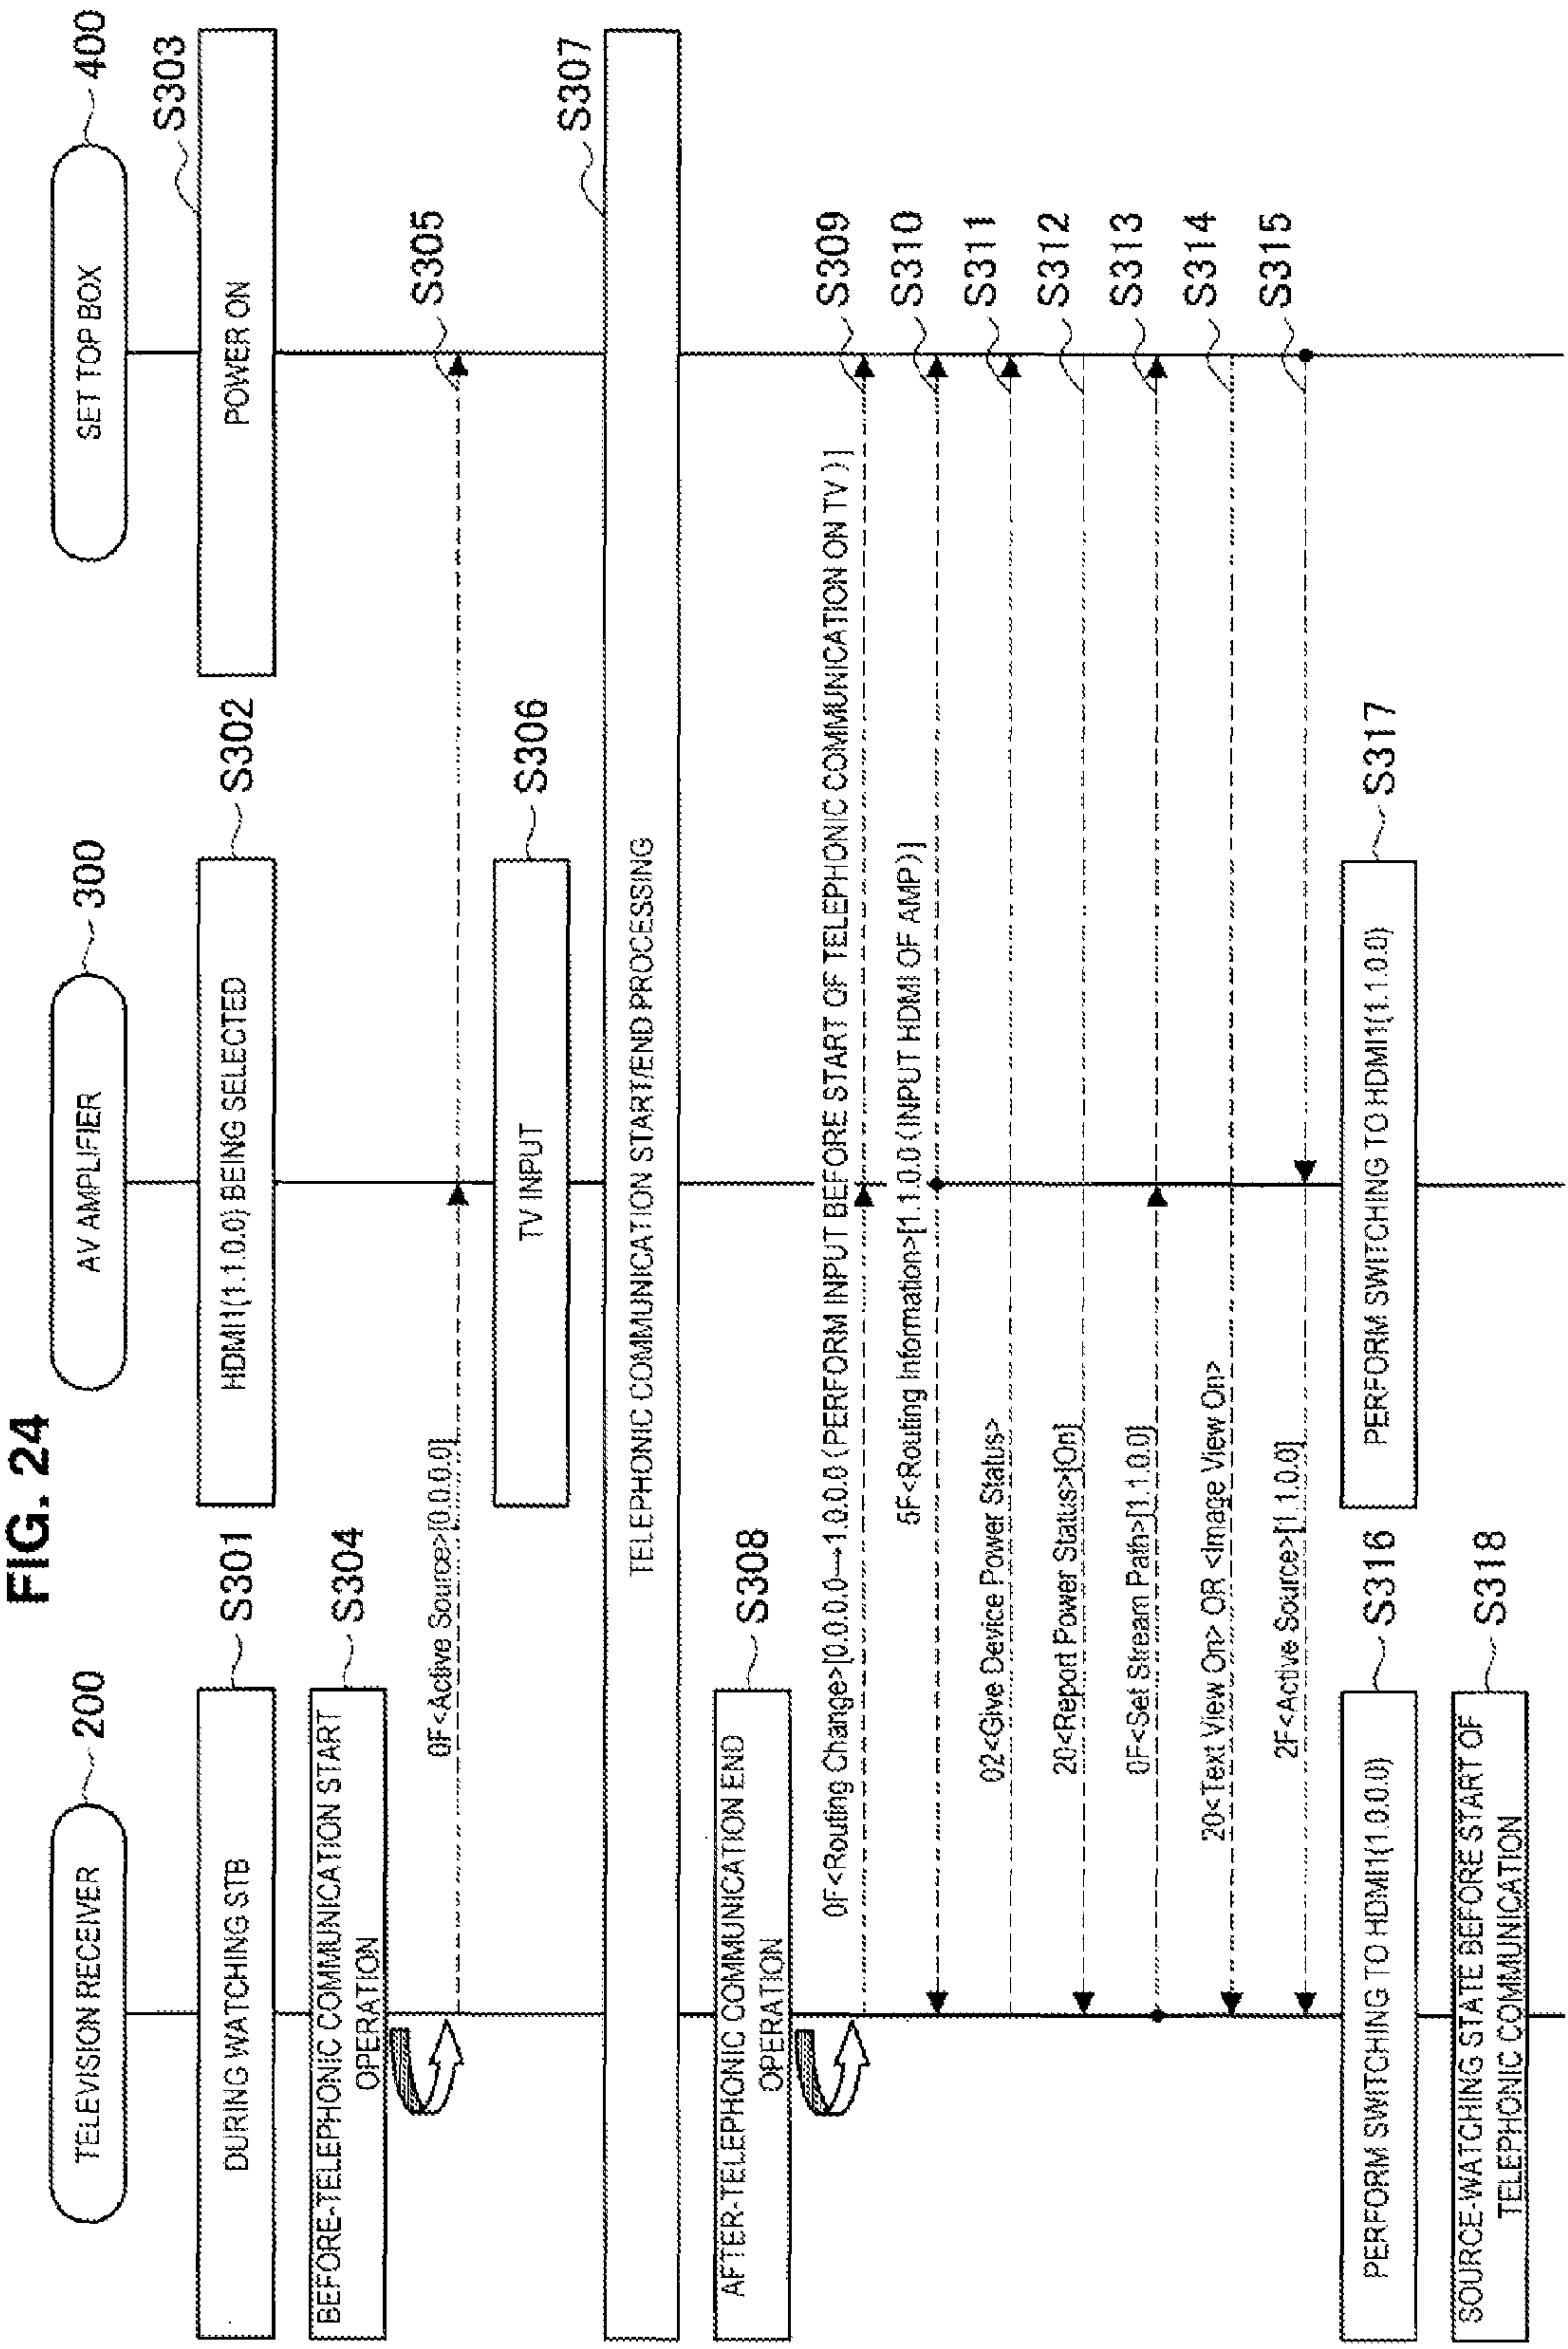 FIG. 24
TELEVISION RECEIVER
200
AV AMPLIFIER
300
SET TOP BOX
400
DURING WATCHING STB
S301
HDMI1(1.1.0.0) BEING SELECTED
S302
POWER ON
S303
BEFORE-TELEPHONIC COMMUNICATION START
OPERATION
S304
0F<Active Source>[0.0.0.0]
S305
TV INPUT
S306
TELEPHONIC COMMUNICATION START/END PROCESSING
S307
AFTER-TELEPHONIC COMMUNICATION END
OPERATION
S308
0F<Routing Change>[0.0.0.0→1.0.0.0 (PERFORM INPUT BEFORE START OF TELEPHONIC COMMUNICATION ON TV )]
S309
5F<Routing Information>[1.1.0.0 (INPUT HDMI OF AMP)]
S310
02<Give Device Power Status>
S311
20<Report Power Status>[On]
S312
0F<Set Stream Path>[1.1.0.0]
S313
20<Text View On> OR <Image View On>
S314
2F<Active Source>[1.1.0.0]
S315
PERFORM SWITCHING TO HDMI1(1.0.0.0)
S316
PERFORM SWITCHING TO HDMI1(1.1.0.0)
S317
SOURCE-WATCHING STATE BEFORE START OF
TELEPHONIC COMMUNICATION
S318